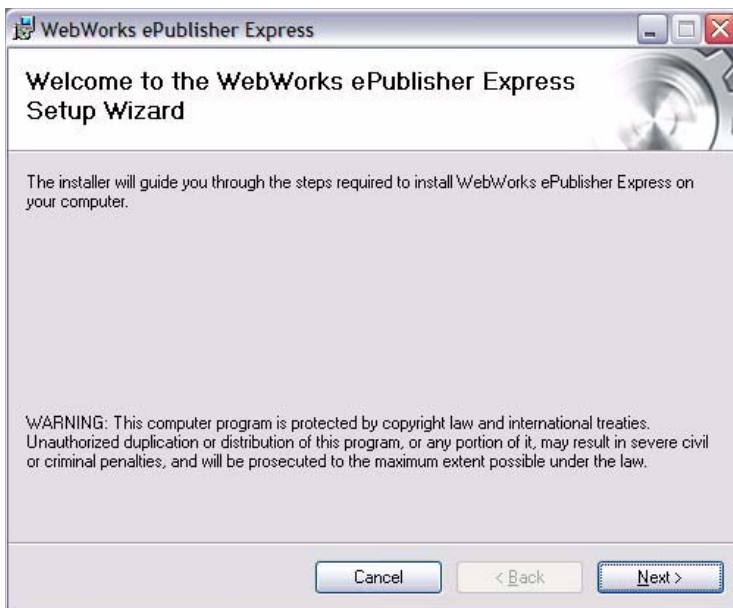 WebWorks ePublisher Express
Welcome to the WebWorks ePublisher Express
Setup Wizard
The installer will guide you through the steps required to install WebWorks ePublisher Express on
your computer.
WARNING: This computer program is protected by copyright law and international treaties.
Unauthorized duplication or distribution of this program, or any portion of it, may result in severe civil
or criminal penalties, and will be prosecuted to the maximum extent possible under the law.
Cancel
< Back
Next >